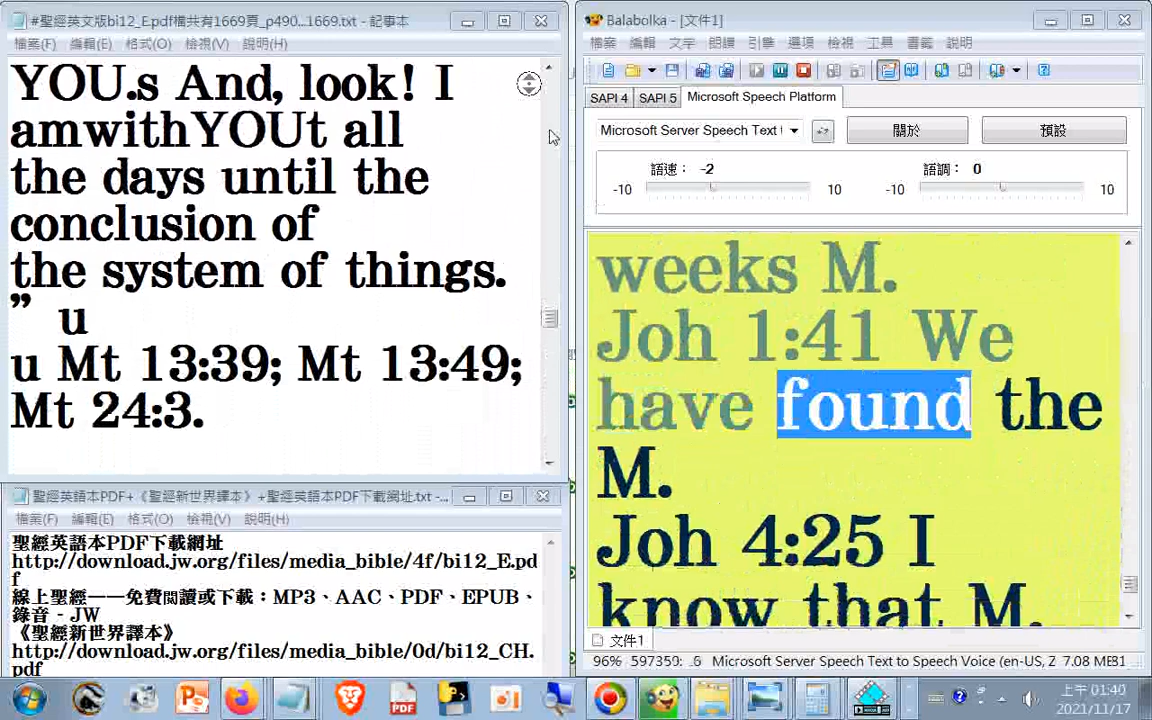 #聖經英文版bi12_E.pdf橫共有1669頁_p490...1669.txt - 記事本
檔案(F) 編輯(E) 格式(O) 檢視(V) 說明(H)
YOU.s And, look! I
amwithYOUt all
the days until the
conclusion of
the system of things.
” u
u Mt 13:39; Mt 13:49;
Mt 24:3.
聖經英語本PDF+《聖經新世界譯本》+聖經英語本PDF下載網址.txt -...
檔案(F) 編輯(E) 格式(O) 檢視(V) 說明(H)
聖經英語本PDF下載網址
http://download.jw.org/files/media_bible/4f/bi12_E.pd
f
線上聖經——免費閱讀或下載：MP3、AAC、PDF、EPUB、
錄音 - JW
《聖經新世界譯本》
http://download.jw.org/files/media_bible/0d/bi12_CH.
pdf
Balabolka - [文件1]
檔案 編輯 文字 朗讀 引擎 選項 檢視 工具 書籤 說明
SAPI 4 SAPI 5 Microsoft Speech Platform
Microsoft Server Speech Text 關於 預設
語速： -2 語調： 0
-10 10 -10 10
weeks M.
Joh 1:41 We
have found the
M.
Joh 4:25 I
know that M.
文件1
96% 597359: .6 Microsoft Server Speech Text to Speech Voice (en-US, Z 7.08 MB
上午 01:40
2021/11/17